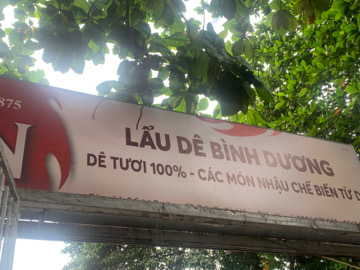 875
N
LẨU DÊ BÌNH DƯƠNG
DÊ TƯƠI 100% - CÁC MÓN NHẬU CHẾ BIẾN TỪ D